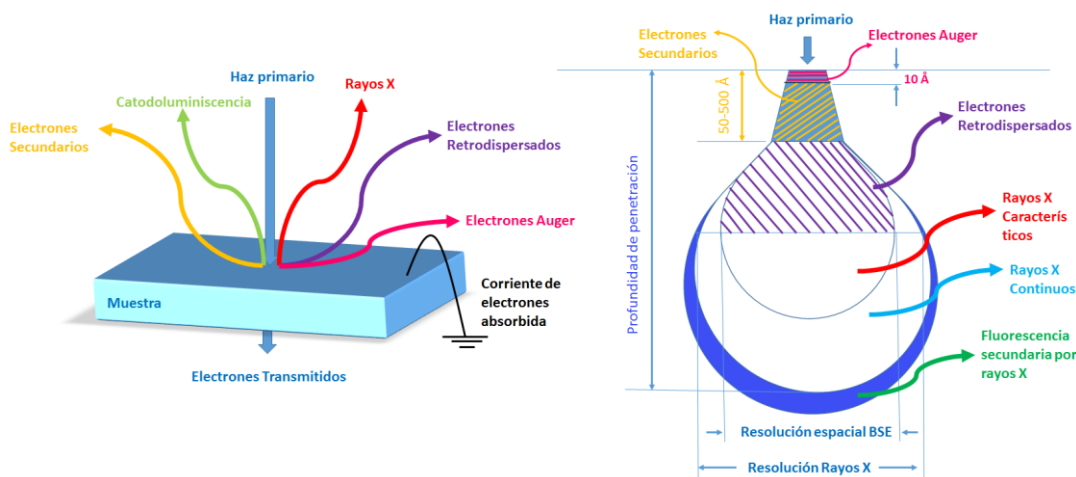 Haz primario
Catodoluminiscencia
Rayos X
Electrones
Secundarios
Electrones
Retrodispersados
Electrones Auger
Muestra
Corriente de
electrones
absorbida
Electrones Transmitidos
Haz primario
Electrones
Secundarios
Electrones Auger
10 Å
50-500 Å
Electrones
Retrodispersados
Profundidad de penetración
Rayos X
Caracterís
ticos
Rayos X
Continuos
Fluorescencia
secundaria por
rayos X
Resolución espacial BSE
Resolución Rayos X